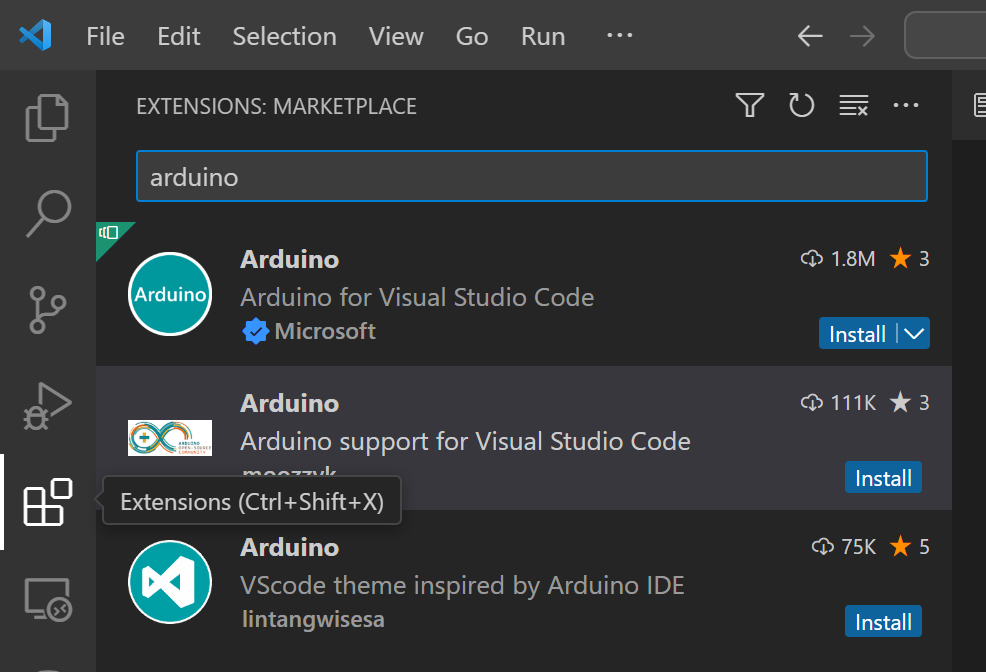 File Edit Selection View Go Run
EXTENSIONS: MARKETPLACE
arduino
Arduino 1.8M 3
Arduino
Arduino for Visual Studio Code
Microsoft
Install
Arduino 111K 3
ARDUINO
Arduino support for Visual Studio Code
Install
Extensions (Ctrl+Shift+X)
Arduino 75K 5
VScode theme inspired by Arduino IDE
lintangwisesa
Install